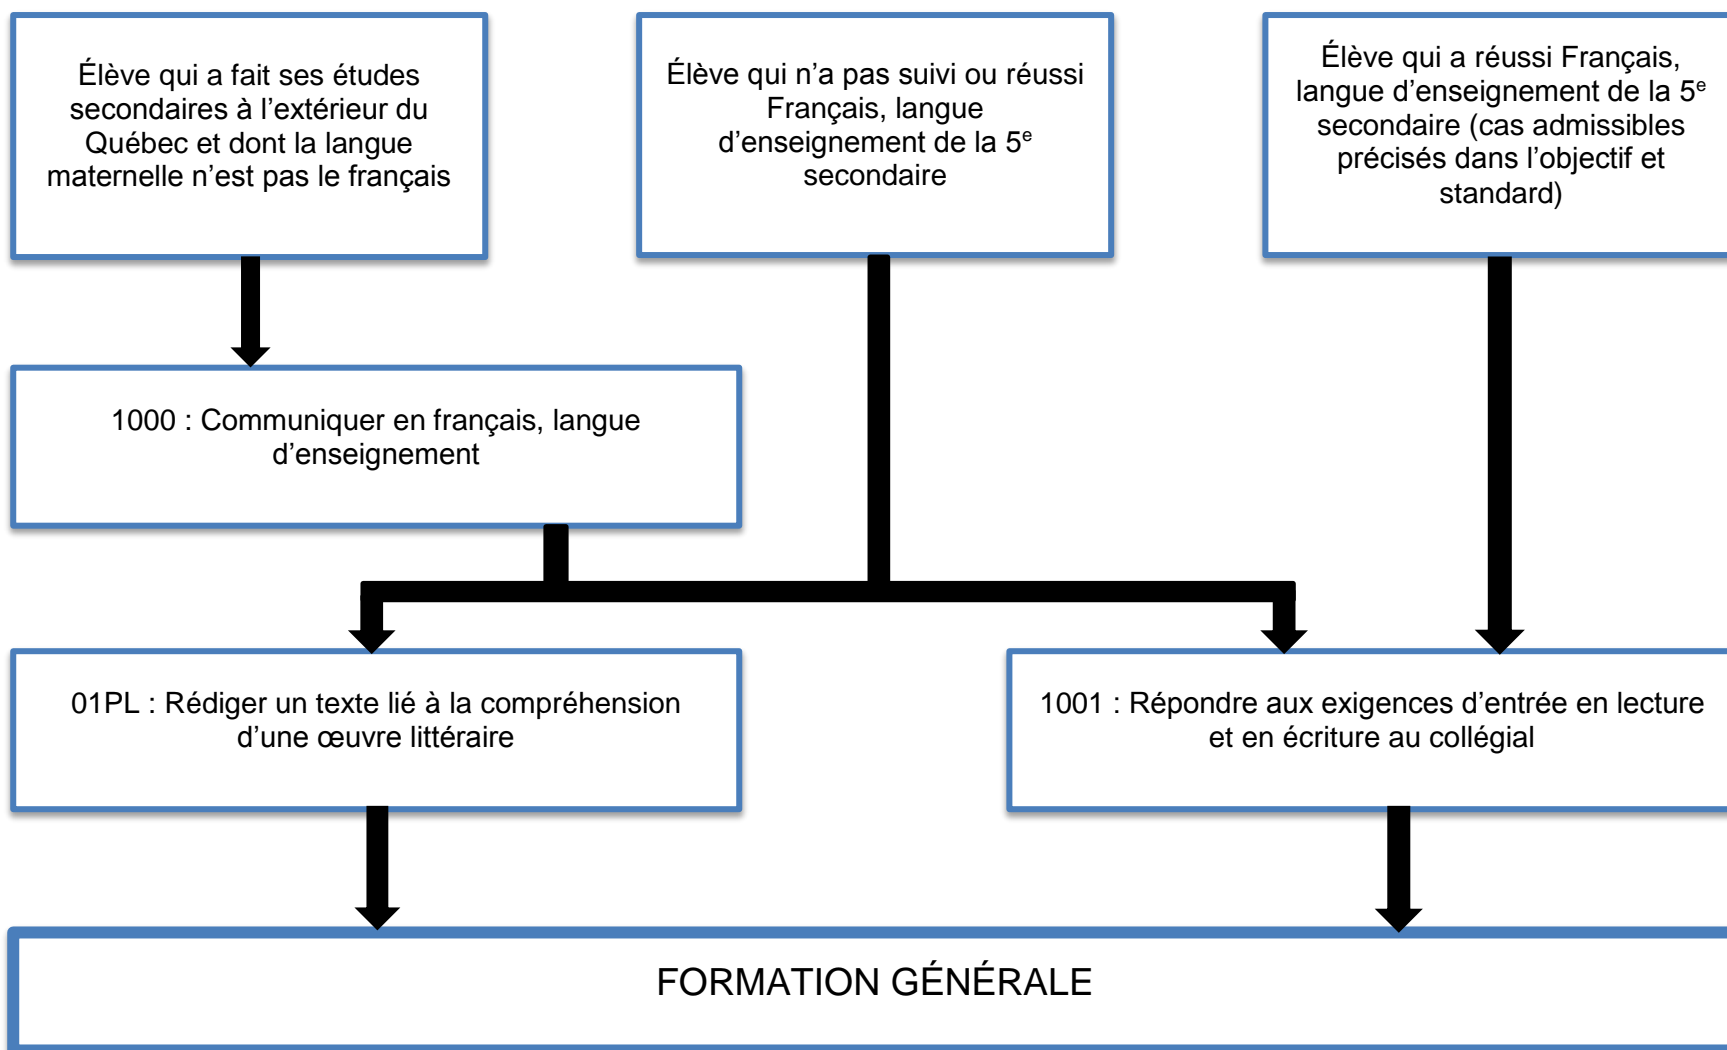 Élève qui a fait ses études
secondaires à l’extérieur du
Québec et dont la langue
maternelle n’est pas le français
Élève qui n’a pas suivi ou réussi
Français, langue
d’enseignement de la 5e
secondaire
Élève qui a réussi Français,
langue d’enseignement de la 5e
secondaire (cas admissibles
précisés dans l’objectif et
standard)
1000 : Communiquer en français, langue
d’enseignement
01PL : Rédiger un texte lié à la compréhension
d’une œuvre littéraire
1001 : Répondre aux exigences d’entrée en lecture
et en écriture au collégial
FORMATION GÉNÉRALE